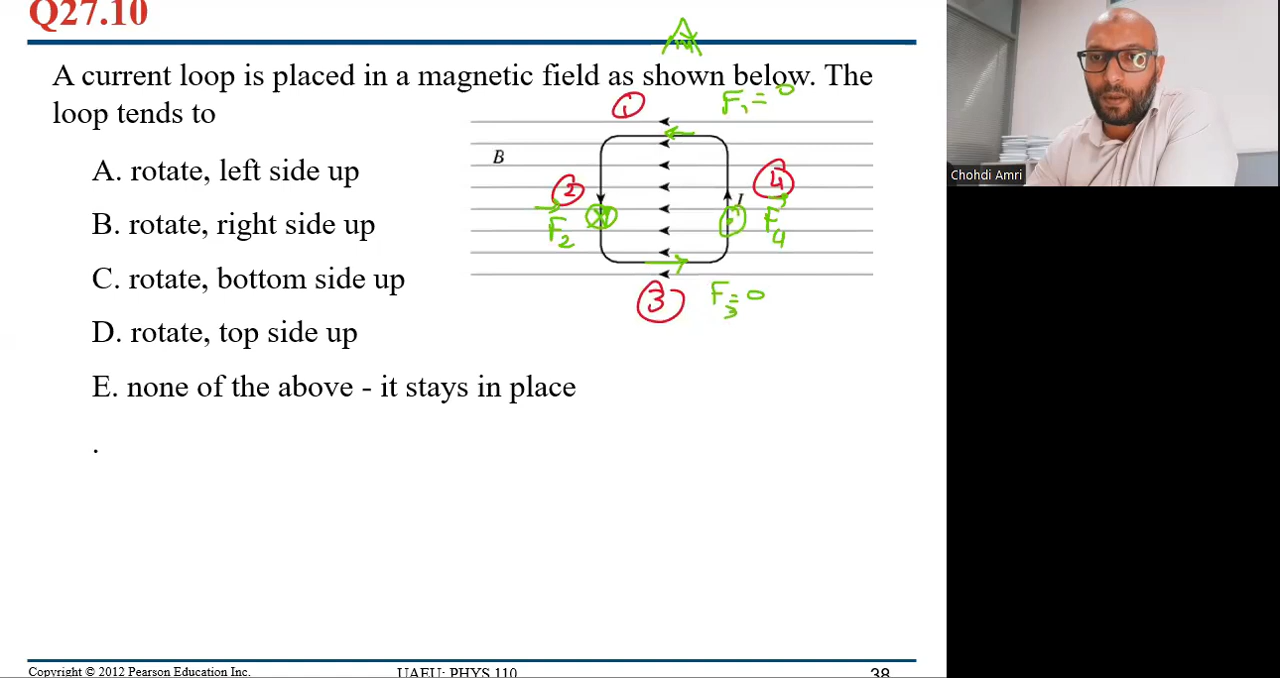 Q27.10
A
A current loop is placed in a magnetic field as shown below. The
loop tends to
A. rotate, left side up
B. rotate, right side up
C. rotate, bottom side up
D. rotate, top side up
E. none of the above - it stays in place
.
1
F₁ = 0
B
2
4
I
F₂
F₄
3
F₃ = 0
Chohdi Amri
Copyright © 2012 Pearson Education Inc.
UAEU: PHYS 110
38